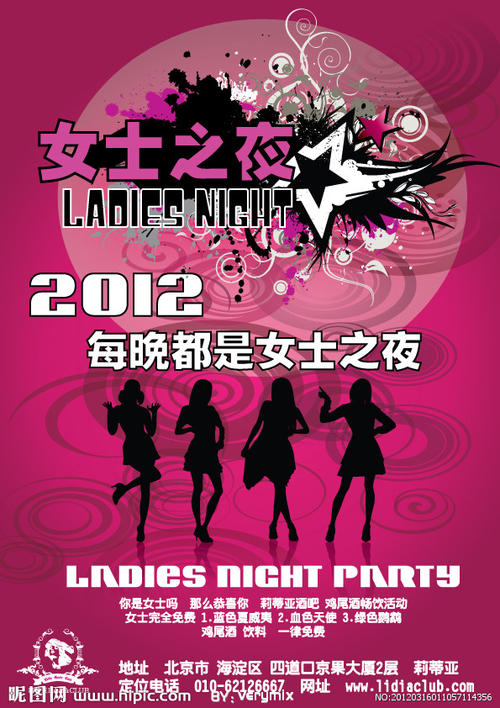 女士之夜
LADIES NIGHT
2012
每晚都是女士之夜
LADIES NIGHT PARTY
你是女士吗 那么恭喜你 莉蒂亚酒吧 鸡尾酒畅饮活动
女士完全免费 1.蓝色夏威夷 2.血色天使 3.绿色鹦鹉
鸡尾酒 饮料 一律免费
地址 北京市 海淀区 四道口京果大厦2层 莉蒂亚
定位电话 010-62126667 网址 www.lidiaclub.com
昵图网 www.nipic.com BY: verymix NO:20120316011057114356